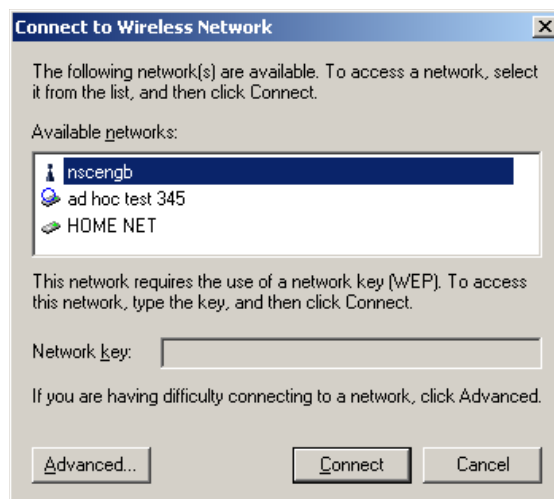 Connect to Wireless Network
The following network(s) are available. To access a network, select
it from the list, and then click Connect.
Available networks:
nscengb
ad hoc test 345
HOME NET
This network requires the use of a network key (WEP). To access
this network, type the key, and then click Connect.
Network key:
If you are having difficulty connecting to a network, click Advanced.
Advanced... Connect Cancel